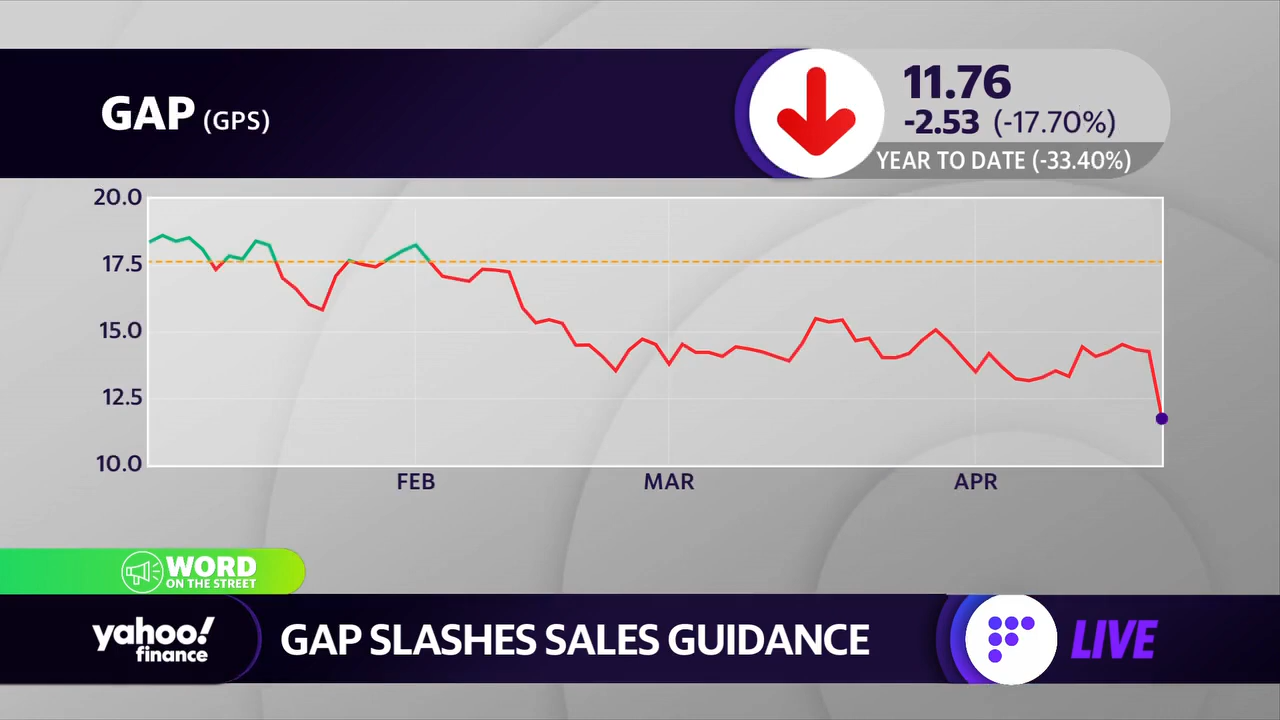 GAP (GPS)
11.76
-2.53 (-17.70%)
YEAR TO DATE (-33.40%)
20.0
17.5
15.0
12.5
10.0
FEB MAR APR
WORD
ON THE STREET
yahoo!
finance
GAP SLASHES SALES GUIDANCE
LIVE